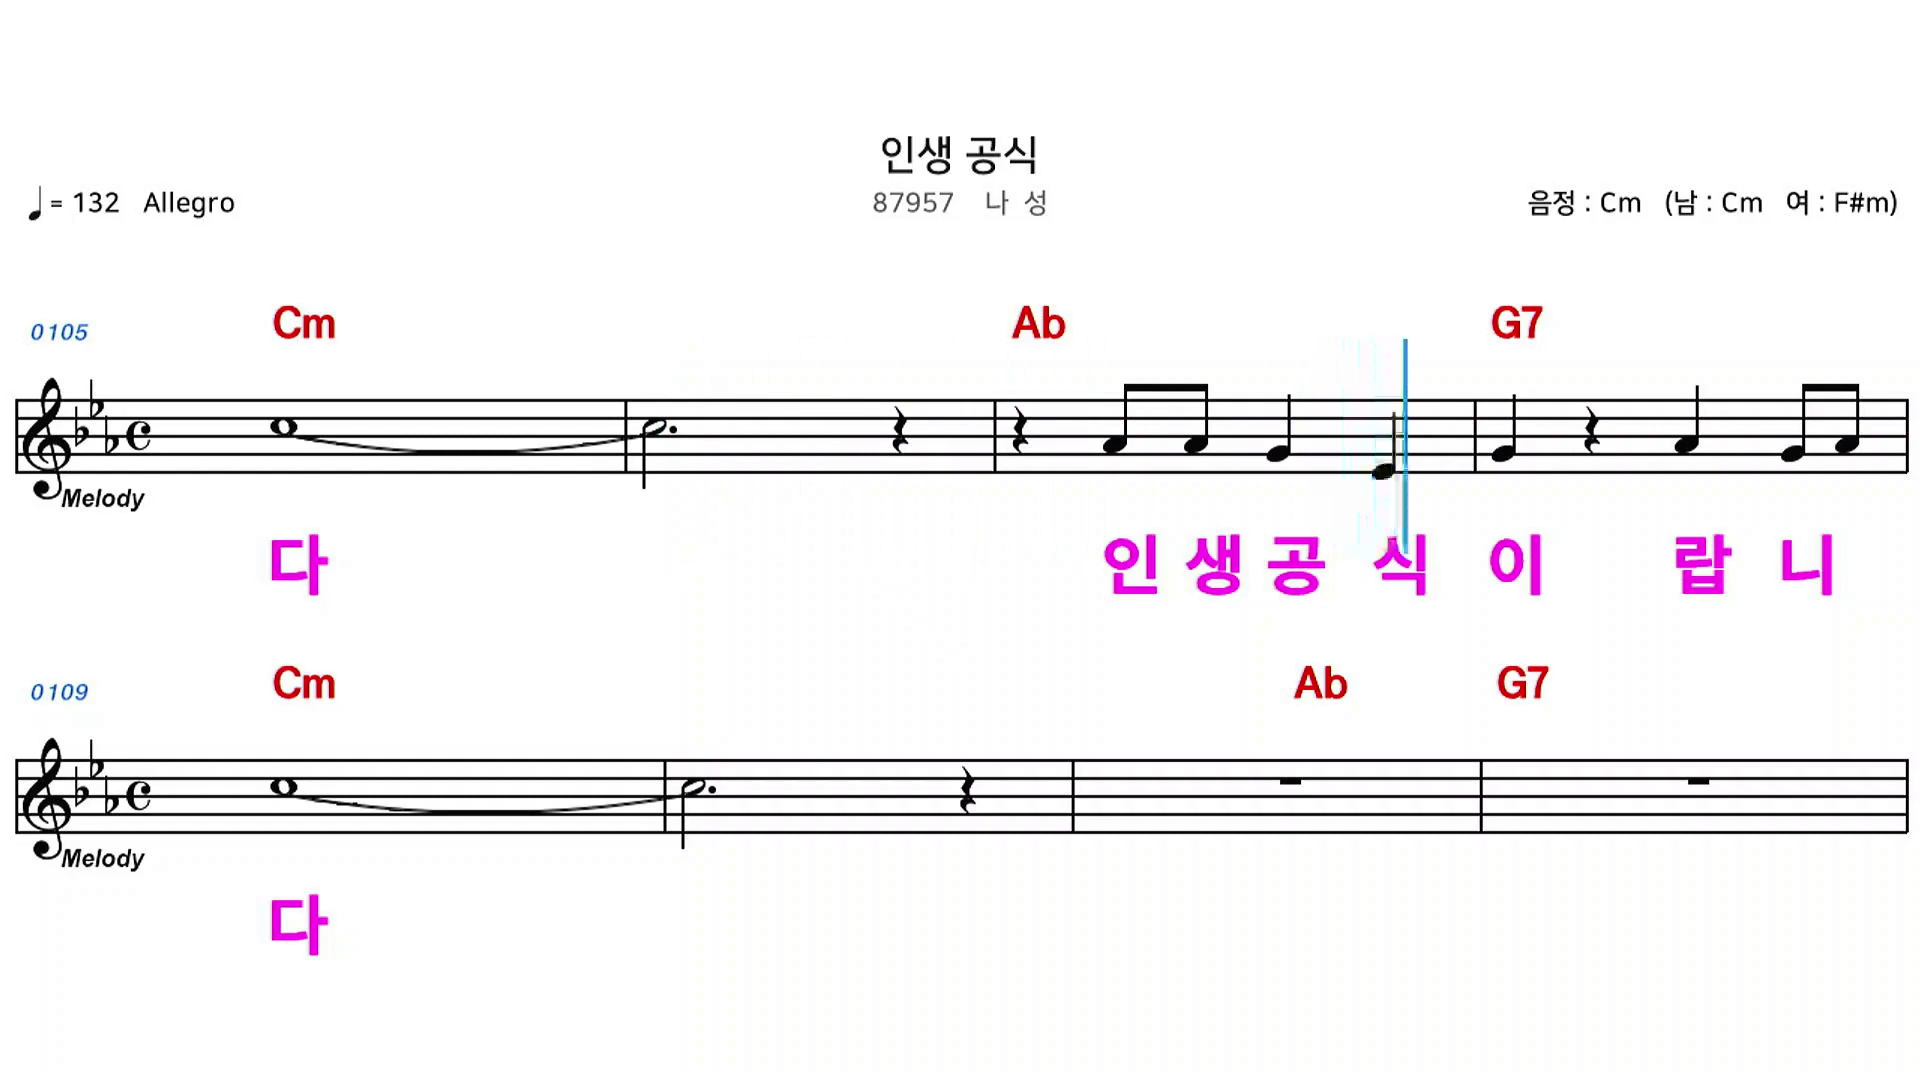 인생 공식
♩= 132 Allegro
87957 나 성
음정 : Cm (남 : Cm 여 : F#m)
0105 Cm Ab G7
Melody
다 인 생 공 식 이 랍 니
0109 Cm Ab G7
Melody
다